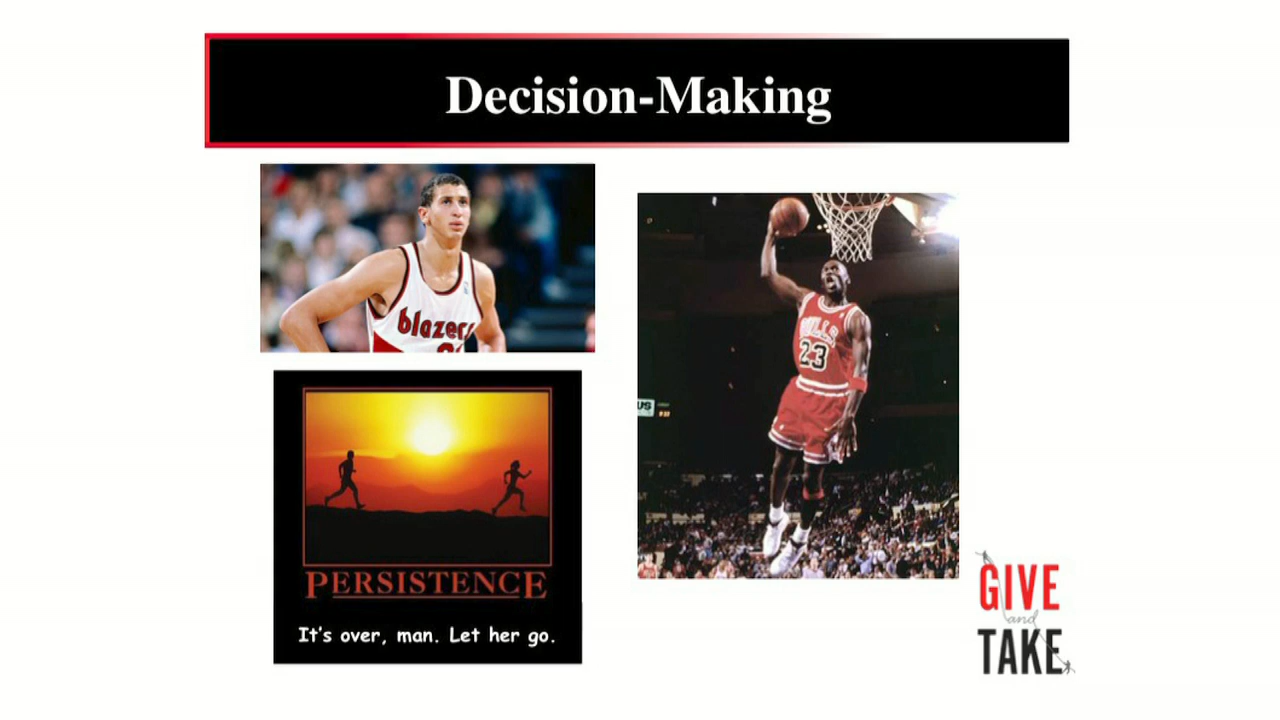 Decision-Making
blazers
BULLS
23
PERSISTENCE
It's over, man. Let her go.
GIVE
and
TAKE